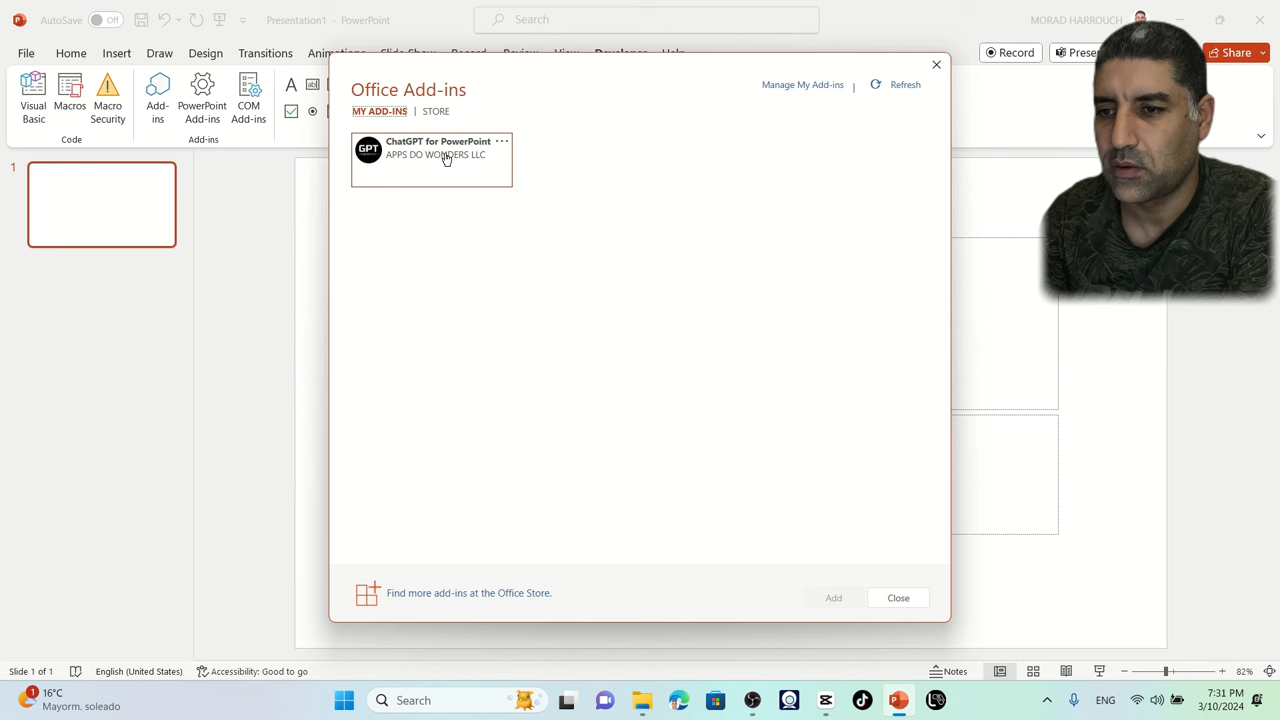 AutoSave Off Presentation1 - PowerPoint Search MORAD HARROUCH
File Home Insert Draw Design Transitions Developer Record Share
Visual Basic
Macros
Macro Security
Add-ins
PowerPoint Add-ins
COM Add-ins
Add-ins
Office Add-ins
MY ADD-INS | STORE
Manage My Add-ins | Refresh
GPT
ChatGPT for PowerPoint ...
APPS DO WONDERS LLC
1
Find more add-ins at the Office Store.
Add Close
Slide 1 of 1 English (United States) Accessibility: Good to go Notes 82%
1
16°C
Mayorm. soleado
Search
ENG
7:31 PM
3/10/2024